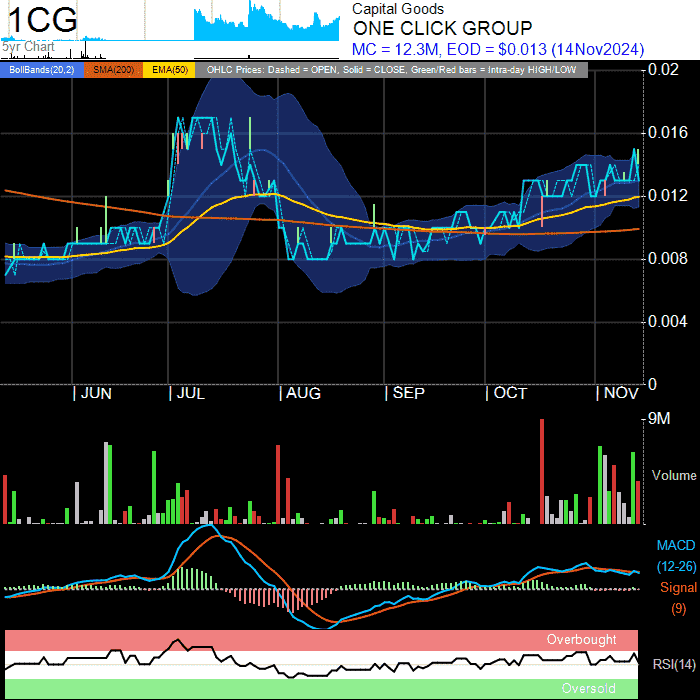 1CG
Capital Goods
ONE CLICK GROUP
5yr Chart
MC = 12.3M, EOD = $0.013 (14Nov2024)
BollBands(20,2) SMA(200) EMA(50) OHLC Prices: Dashed = OPEN, Solid = CLOSE, Green/Red bars = Intra-day HIGH/LOW
0.02
0.016
0.012
0.008
0.004
0
JUN JUL AUG SEP OCT NOV
9M
Volume
MACD
(12-26)
Signal
(9)
Overbought
RSI(14)
Oversold